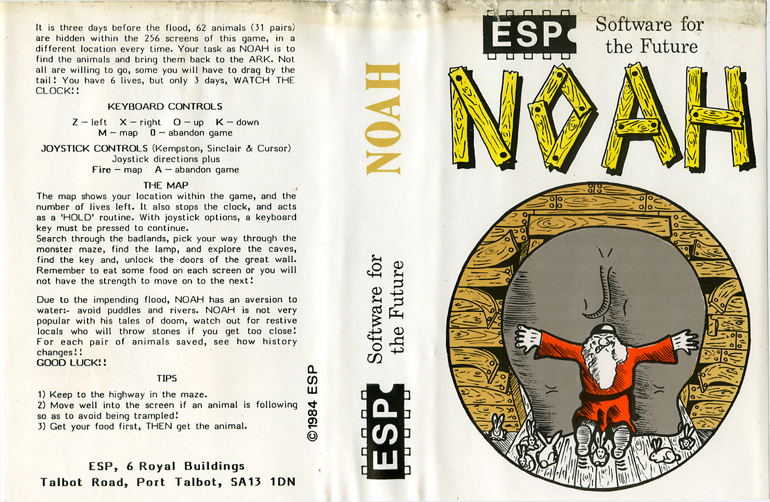 It is three days before the flood, 62 animals (31 pairs)
are hidden within the 256 screens of this game, in a
different location every time. Your task as NOAH is to
find the animals and bring them back to the ARK. Not
all are willing to go, some you will have to drag by the
tail! You have 6 lives, but only 3 days, WATCH THE
CLOCK!!
KEYBOARD CONTROLS
Z – left X – right O – up K – down
M – map 0 – abandon game
JOYSTICK CONTROLS (Kempston, Sinclair & Cursor)
Joystick directions plus
Fire – map A – abandon game
THE MAP
The map shows your location within the game, and the
number of lives left. It also stops the clock, and acts
as a 'HOLD' routine. With joystick options, a keyboard
key must be pressed to continue.
Search through the badlands, pick your way through the
monster maze, find the lamp, and explore the caves,
find the key and, unlock the doors of the great wall.
Remember to eat some food on each screen or you will
not have the strength to move on to the next!
Due to the impending flood, NOAH has an aversion to
water:- avoid puddles and rivers. NOAH is not very
popular with his tales of doom, watch out for restive
locals who will throw stones if you get too close!
For each pair of animals saved, see how history
changes!!
GOOD LUCK!!
TIPS
1) Keep to the highway in the maze.
2) Move well into the screen if an animal is following
so as to avoid being trampled!
3) Get your food first, THEN get the animal.
ESP, 6 Royal Buildings
Talbot Road, Port Talbot, SA13 1DN
©1984 ESP
NOAH
Software for
the Future
ESP
ESP
Software for
the Future
NOAH